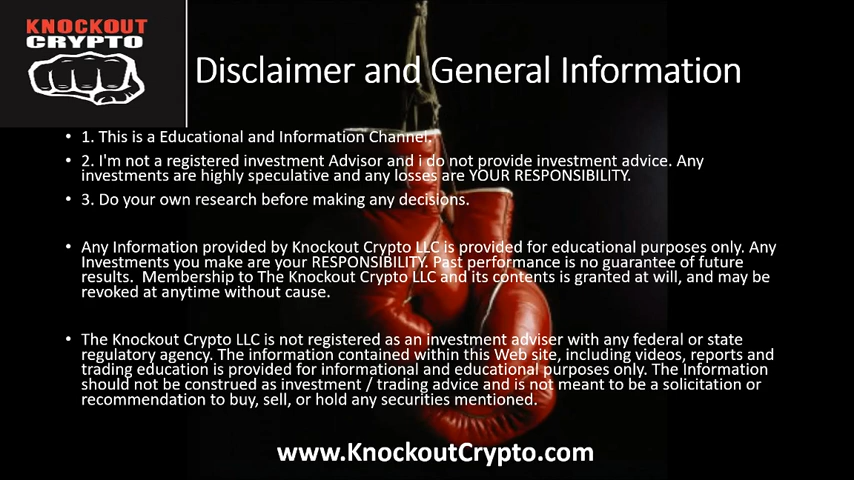 KNOCKOUT
CRYPTO
Disclaimer and General Information
• 1. This is a Educational and Information Channel.
• 2. I'm not a registered investment Advisor and i do not provide investment advice. Any
investments are highly speculative and any losses are YOUR RESPONSIBILITY.
• 3. Do your own research before making any decisions.
• Any Information provided by Knockout Crypto LLC is provided for educational purposes only. Any
Investments you make are your RESPONSIBILITY. Past performance is no guarantee of future
results. Membership to The Knockout Crypto LLC and its contents is granted at will, and may be
revoked at anytime without cause.
• The Knockout Crypto LLC is not registered as an investment adviser with any federal or state
regulatory agency. The information contained within this Web site, including videos, reports and
trading education is provided for informational and educational purposes only. The Information
should not be construed as investment / trading advice and is not meant to be a solicitation or
recommendation to buy, sell, or hold any securities mentioned.
www.KnockoutCrypto.com